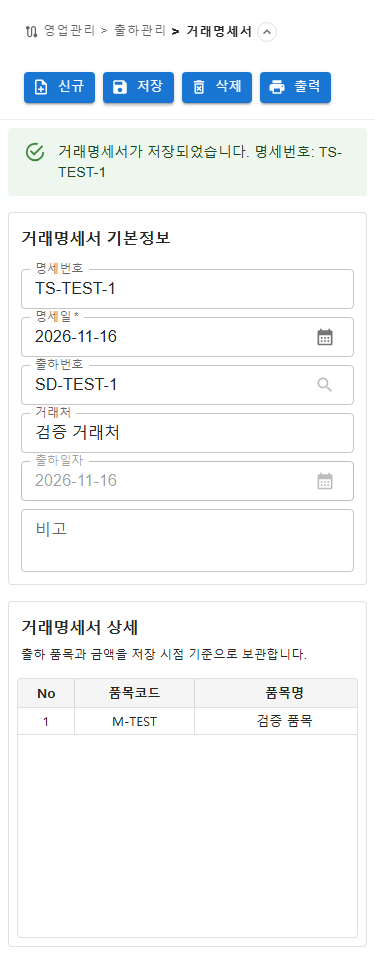 영업관리 > 출하관리 > 거래명세서
신규 저장 삭제 출력
거래명세서가 저장되었습니다. 명세번호: TS-
TEST-1
거래명세서 기본정보
명세번호
TS-TEST-1
명세일 *
2026-11-16
출하번호
SD-TEST-1
거래처
검증 거래처
출하일자
2026-11-16
비고
거래명세서 상세
출하 품목과 금액을 저장 시점 기준으로 보관합니다.
No 품목코드 품목명
1 M-TEST 검증 품목